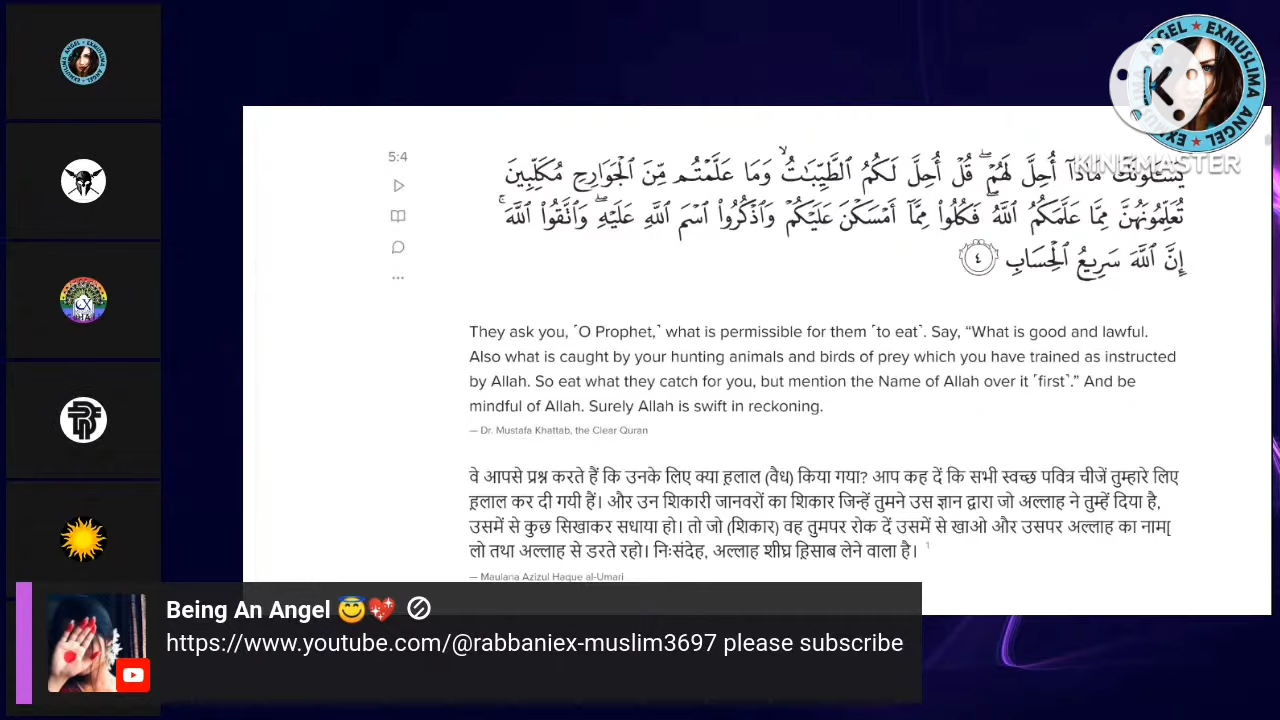 EXMUSLIMA ANGEL
KINEMASTER
5:4
يَسْـَٔلُونَكَ مَاذَآ أُحِلَّ لَهُمْ ۖ قُلْ أُحِلَّ لَكُمُ ٱلطَّيِّبَـٰتُ ۙ وَمَا عَلَّمْتُم مِّنَ ٱلْجَوَارِحِ مُكَلِّبِينَ
تُعَلِّمُونَهُنَّ مِمَّا عَلَّمَكُمُ ٱللَّهُ ۖ فَكُلُوا۟ مِمَّآ أَمْسَكْنَ عَلَيْكُمْ وَٱذْكُرُوا۟ ٱسْمَ ٱللَّهِ عَلَيْهِ ۖ وَٱتَّقُوا۟ ٱللَّهَ ۚ
إِنَّ ٱللَّهَ سَرِيعُ ٱلْحِسَابِ ٤
They ask you, ˹O Prophet,˺ what is permissible for them ˹to eat˺. Say, “What is good and lawful.
Also what is caught by your hunting animals and birds of prey which you have trained as instructed
by Allah. So eat what they catch for you, but mention the Name of Allah over it ˹first˺.” And be
mindful of Allah. Surely Allah is swift in reckoning.
— Dr. Mustafa Khattab, the Clear Quran
वे आपसे प्रश्न करते हैं कि उनके लिए क्या ह़लाल (वैध) किया गया? आप कह दें कि सभी स्वच्छ पवित्र चीजें तुम्हारे लिए
ह़लाल कर दी गयी हैं। और उन शिकारी जानवरों का शिकार जिन्हें तुमने उस ज्ञान द्वारा जो अल्लाह ने तुम्हें दिया है,
उसमें से कुछ सिखाकर सधाया हो। तो जो (शिकार) वह तुमपर रोक दें उसमें से खाओ और उसपर अल्लाह का नाम[
लो तथा अल्लाह से डरते रहो। निःसंदेह, अल्लाह शीघ्र ह़िसाब लेने वाला है। 1
— Maulana Azizul Haque al-Umari
Being An Angel 😇💖
https://www.youtube.com/@rabbaniex-muslim3697 please subscribe